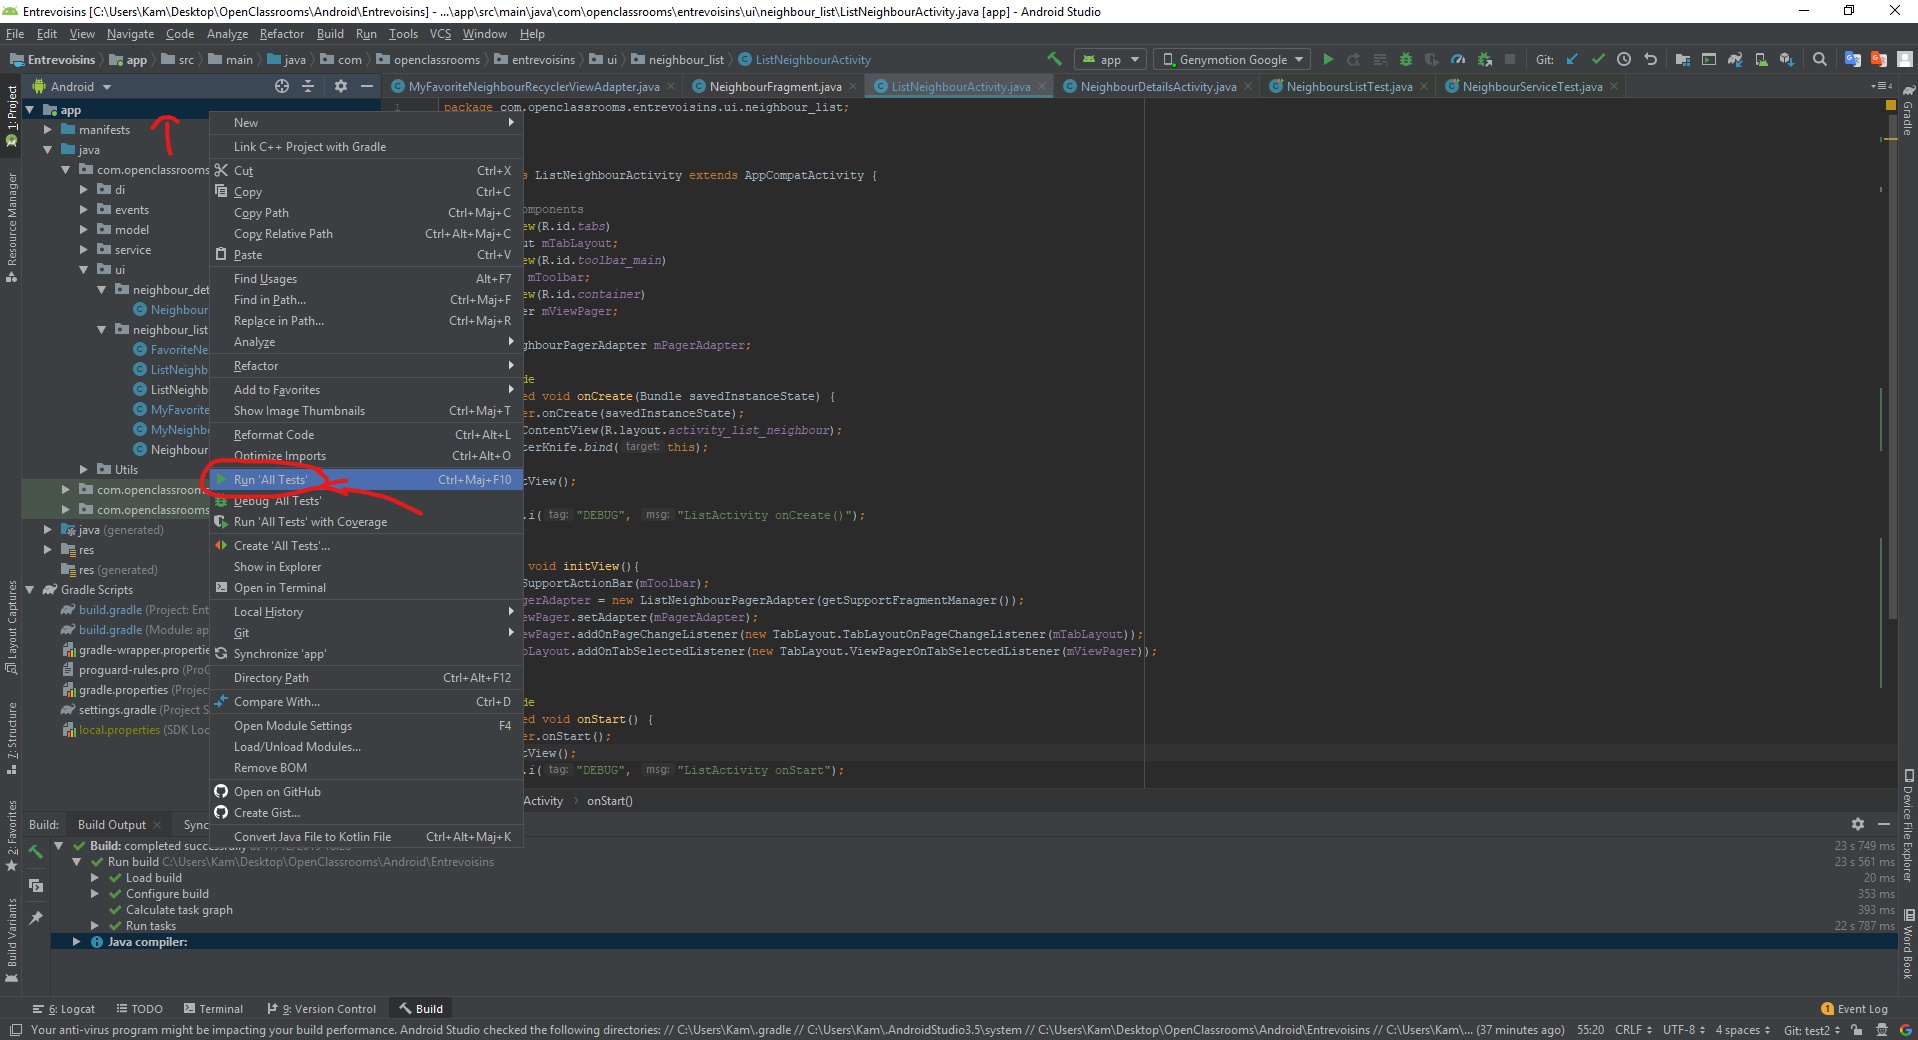 Entrevoisins [C:\Users\Kam\Desktop\OpenClassrooms\Android\Entrevoisins] - ...\app\src\main\java\com\openclassrooms\entrevoisins\ui\neighbour_list\ListNeighbourActivity.java [app] - Android Studio
File Edit View Navigate Code Analyze Refactor Build Run Tools VCS Window Help
Entrevoisins app src main java com openclassrooms entrevoisins ui neighbour_list ListNeighbourActivity app Genymotion Google Git:
Android MyFavoriteNeighbourRecyclerViewAdapter.java NeighbourFragment.java ListNeighbourActivity.java NeighbourDetailsActivity.java NeighboursListTest.java NeighbourServiceTest.java
1: Project
Resource Manager
Layout Captures
7: Structure
2: Favorites
Build Variants
app
manifests
java
com.openclassrooms
di
events
model
service
ui
neighbour_det
Neighbour
neighbour_list
FavoriteNe
ListNeighb
ListNeighb
MyFavorite
MyNeighb
Neighbour
Utils
com.openclassroom
com.openclassrooms
java (generated)
res
res (generated)
Gradle Scripts
build.gradle (Project: Ent
build.gradle (Module: ap
gradle-wrapper.propertie
proguard-rules.pro (ProG
gradle.properties (Project
settings.gradle (Project S
local.properties (SDK Loc
New
Link C++ Project with Gradle
Cut Ctrl+X
Copy Ctrl+C
Copy Path Ctrl+Maj+C
Copy Relative Path Ctrl+Alt+Maj+C
Paste Ctrl+V
Find Usages Alt+F7
Find in Path... Ctrl+Maj+F
Replace in Path... Ctrl+Maj+R
Analyze
Refactor
Add to Favorites
Show Image Thumbnails Ctrl+Maj+T
Reformat Code Ctrl+Alt+L
Optimize Imports Ctrl+Alt+O
Run 'All Tests' Ctrl+Maj+F10
Debug 'All Tests'
Run 'All Tests' with Coverage
Create 'All Tests'...
Show in Explorer
Open in Terminal
Local History
Git
Synchronize 'app'
Directory Path Ctrl+Alt+F12
Compare With... Ctrl+D
Open Module Settings F4
Load/Unload Modules...
Remove BOM
Open on GitHub
Create Gist...
Convert Java File to Kotlin File Ctrl+Alt+Maj+K
1 package com.openclassrooms.entrevoisins.ui.neighbour_list;
s ListNeighbourActivity extends AppCompatActivity {
omponents
ew(R.id.tabs)
ut mTabLayout;
ew(R.id.toolbar_main)
mToolbar;
ew(R.id.container)
er mViewPager;
ghbourPagerAdapter mPagerAdapter;
de
ed void onCreate(Bundle savedInstanceState) {
er.onCreate(savedInstanceState);
ContentView(R.layout.activity_list_neighbour);
terKnife.bind( target: this);
tView();
.i( tag: "DEBUG", msg: "ListActivity onCreate()");
void initView(){
SupportActionBar(mToolbar);
gerAdapter = new ListNeighbourPagerAdapter(getSupportFragmentManager());
ewPager.setAdapter(mPagerAdapter);
ewPager.addOnPageChangeListener(new TabLayout.TabLayoutOnPageChangeListener(mTabLayout));
bLayout.addOnTabSelectedListener(new TabLayout.ViewPagerOnTabSelectedListener(mViewPager));
de
ed void onStart() {
er.onStart();
tView();
.i( tag: "DEBUG", msg: "ListActivity onStart");
Activity onStart()
Gradle
Device File Explorer
Word Book
Build: Build Output Sync
Build: completed successfully 23 s 749 ms
Run build C:\Users\Kam\Desktop\OpenClassrooms\Android\Entrevoisins 23 s 561 ms
Load build 20 ms
Configure build 353 ms
Calculate task graph 393 ms
Run tasks 22 s 787 ms
Java compiler:
6: Logcat TODO Terminal 9: Version Control Build 1 Event Log
Your anti-virus program might be impacting your build performance. Android Studio checked the following directories: // C:\Users\Kam\.gradle // C:\Users\Kam\.AndroidStudio3.5\system // C:\Users\Kam\Desktop\OpenClassrooms\Android\Entrevoisins // C:\Users\Kam\... (37 minutes ago) 55:20 CRLF UTF-8 4 spaces Git: test2